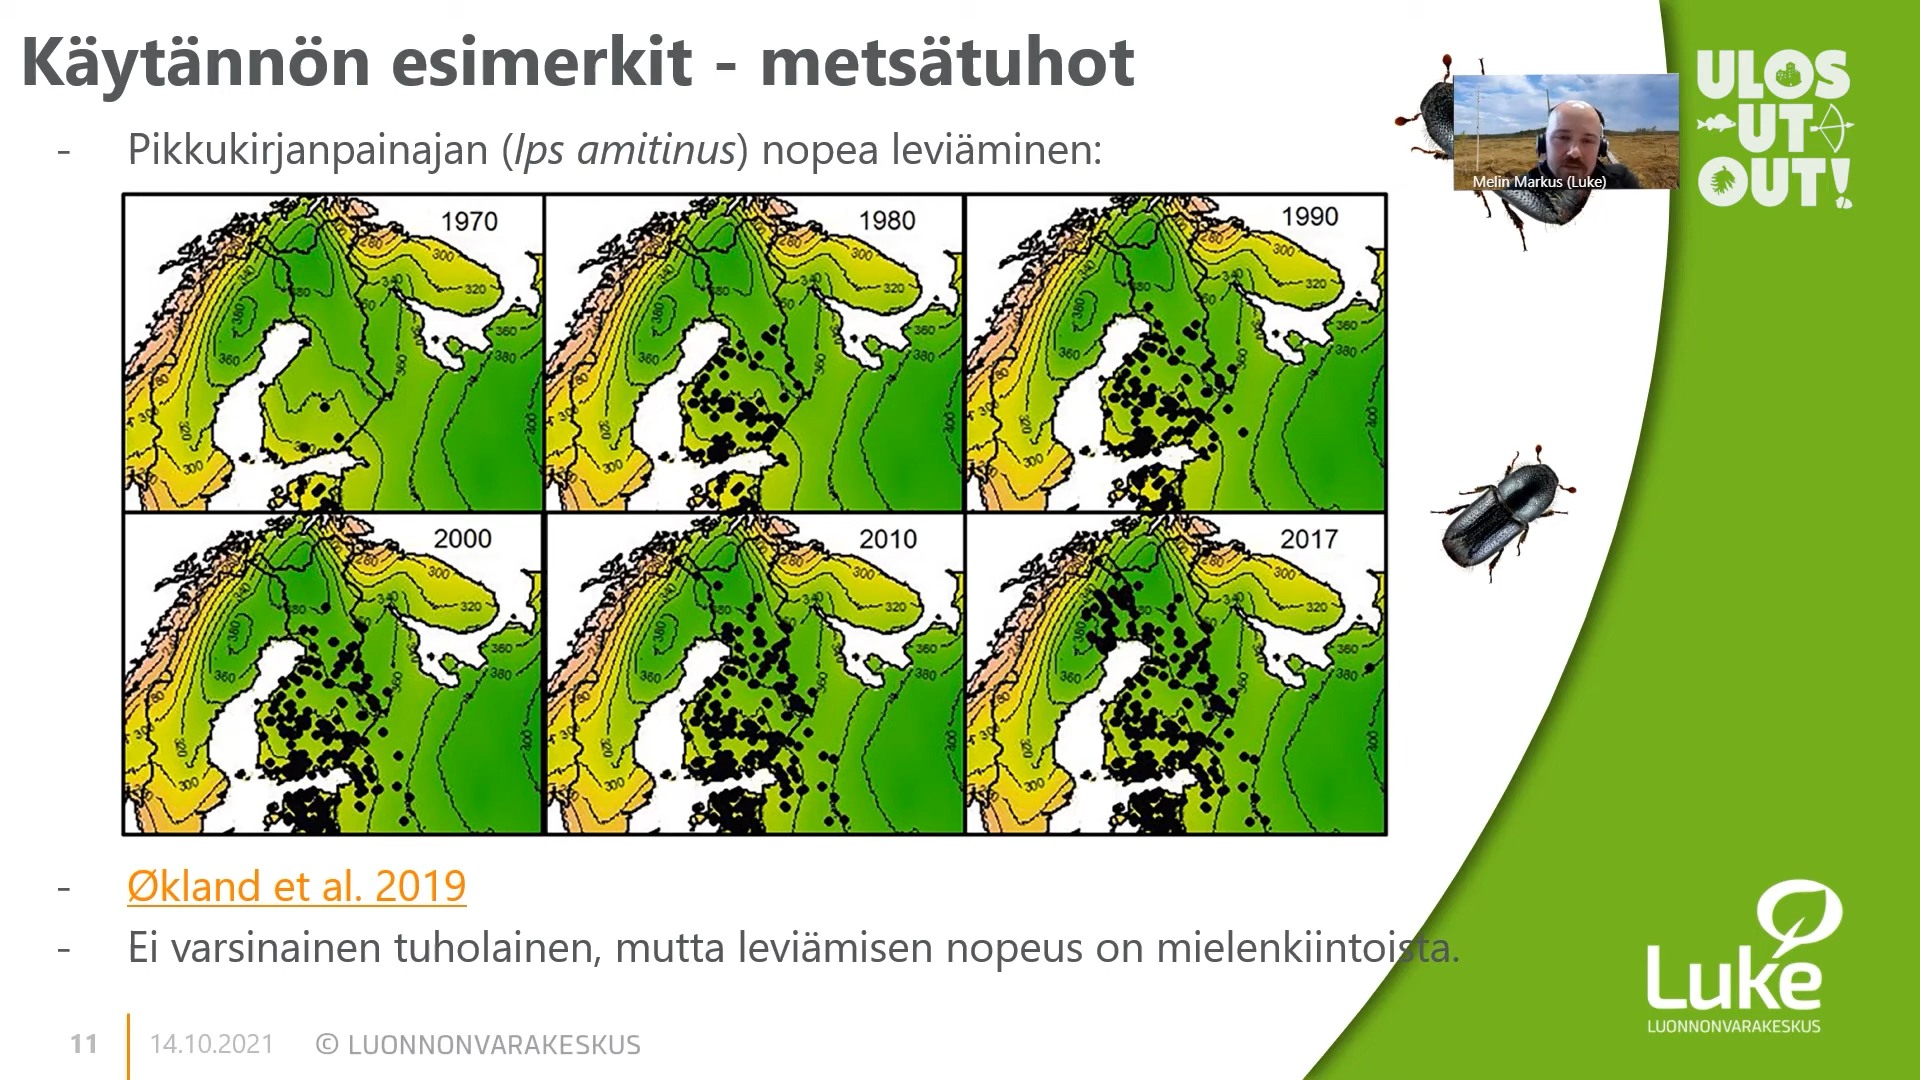 Käytännön esimerkit - metsätuhot
- Pikkukirjanpainajan (Ips amitinus) nopea leviäminen:
Melin Markus (Luke)
ULOS
UT
OUT!
1970
1980
1990
2000
2010
2017
- Økland et al. 2019
- Ei varsinainen tuholainen, mutta leviämisen nopeus on mielenkiintoista.
Luke
LUONNONVARAKESKUS
11
14.10.2021
© LUONNONVARAKESKUS